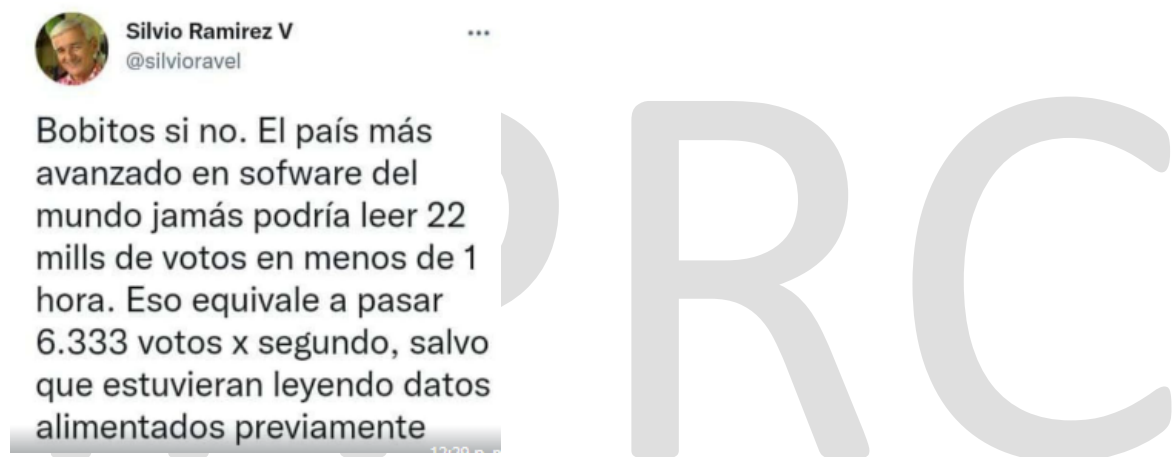 Silvio Ramirez V
@silvioravel
Bobitos si no. El país más
avanzado en sofware del
mundo jamás podría leer 22
mills de votos en menos de 1
hora. Eso equivale a pasar
6.333 votos x segundo, salvo
que estuvieran leyendo datos
alimentados previamente
RC